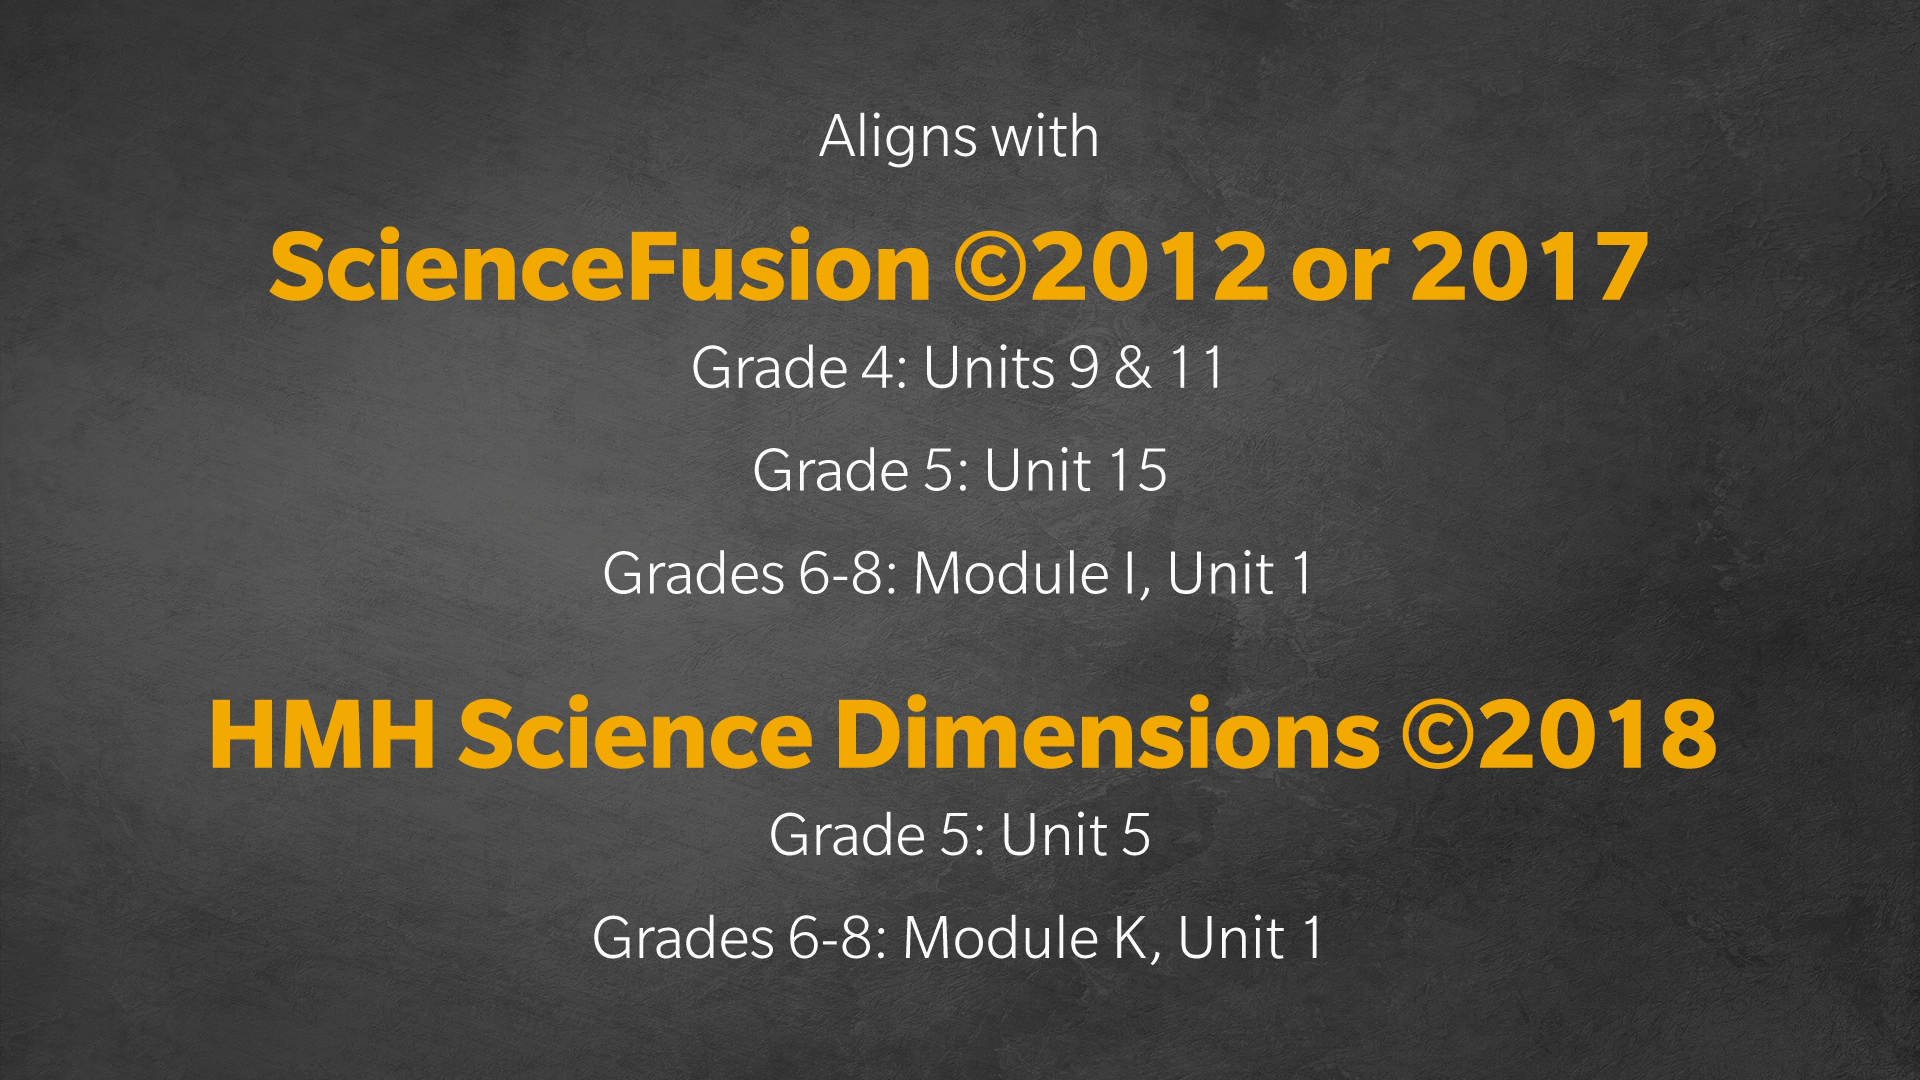 Aligns with
ScienceFusion ©2012 or 2017
Grade 4: Units 9 & 11
Grade 5: Unit 15
Grades 6-8: Module I, Unit 1
HMH Science Dimensions ©2018
Grade 5: Unit 5
Grades 6-8: Module K, Unit 1